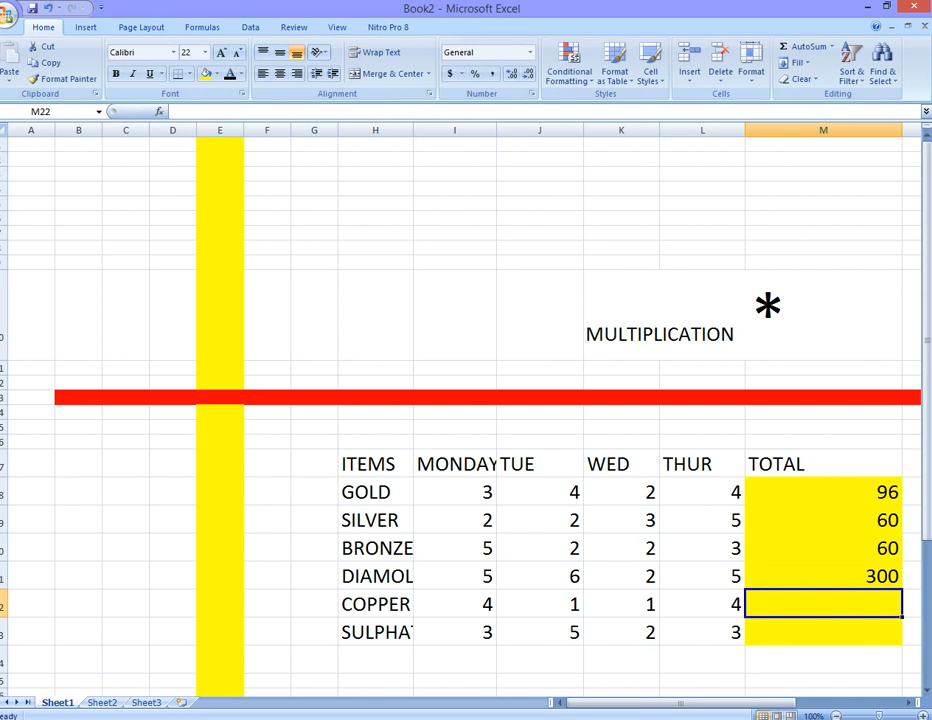 Book2 - Microsoft Excel
Home Insert Page Layout Formulas Data Review View Nitro Pro 8
Cut
Copy
Format Painter
Paste
Clipboard
Calibri 22 A A
B I U A
Font
Wrap Text
Merge & Center
Alignment
General
$ % ,
Number
Conditional Formatting
Format as Table
Cell Styles
Styles
Insert Delete Format
Cells
Σ AutoSum
Fill
Clear
Sort & Filter
Find & Select
Editing
M22 fx
A B C D E F G H I J K L M
*
MULTIPLICATION
ITEMS MONDAY TUE WED THUR TOTAL
GOLD 3 4 2 4 96
SILVER 2 2 3 5 60
BRONZE 5 2 2 3 60
DIAMOL 5 6 2 5 300
COPPER 4 1 1 4
SULPHAT 3 5 2 3
Sheet1 Sheet2 Sheet3
eady 100%